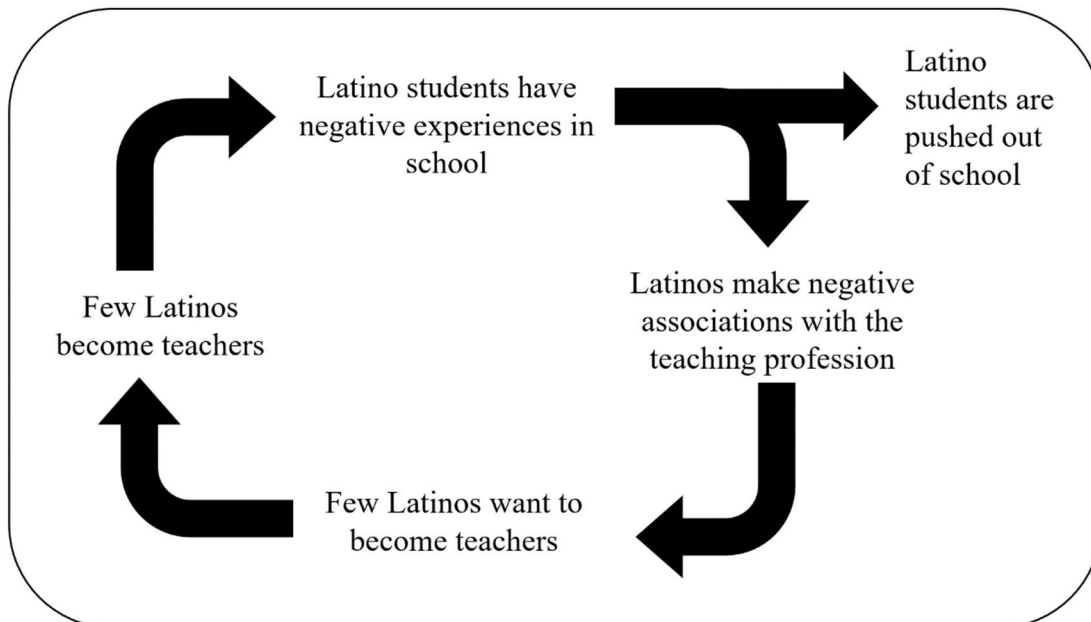 Latino students have
negative experiences in
school
Latino
students are
pushed out
of school
Latinos make negative
associations with the
teaching profession
Few Latinos want to
become teachers
Few Latinos
become teachers